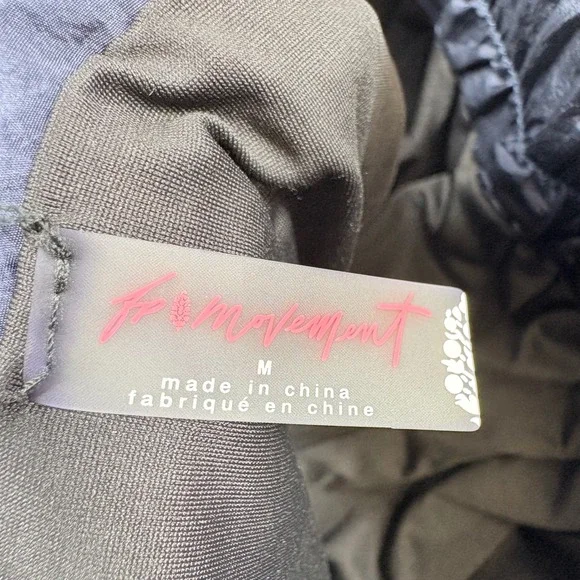 fp movement
M
made in china
fabriqué en chine